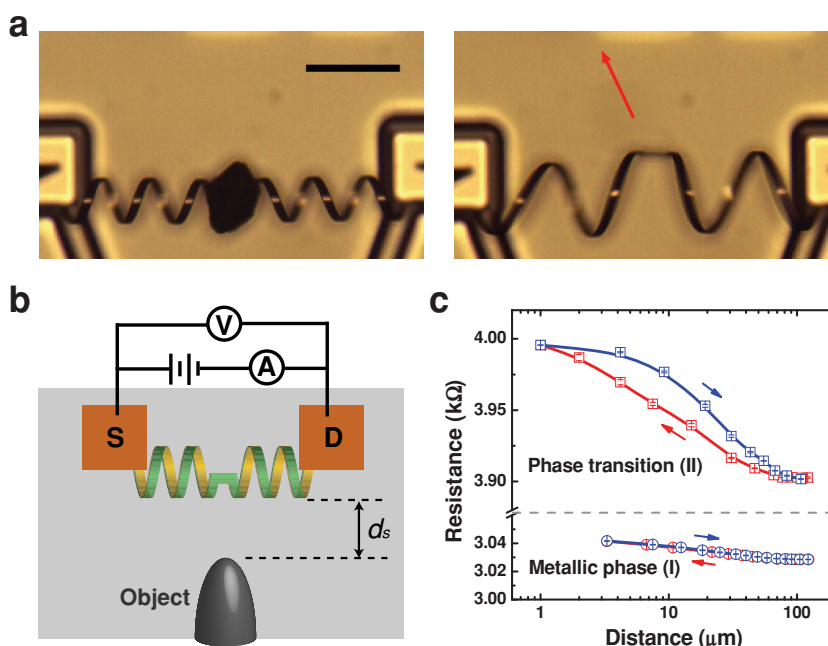 a
b
V
A
S
D
d_s
Object
c
Resistance (kΩ)
4.00
3.95
3.90
3.04
3.02
3.00
Phase transition (II)
Metallic phase (I)
1
10
100
Distance (μm)